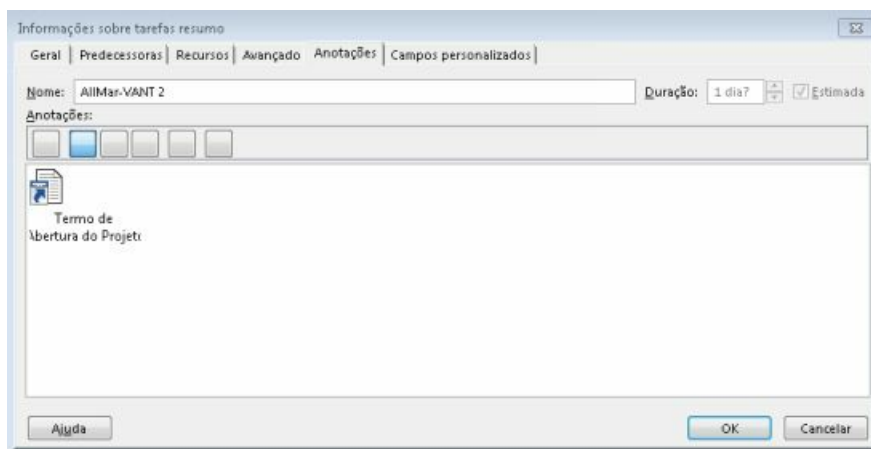 Informações sobre tarefas resumo
Geral Predecessoras Recursos Avançado Anotações Campos personalizados
Nome: AllMar-VANT 2 Duração: 1 dia? Estimada
Anotações:
Termo de
Abertura do Projeto
Ajuda OK Cancelar